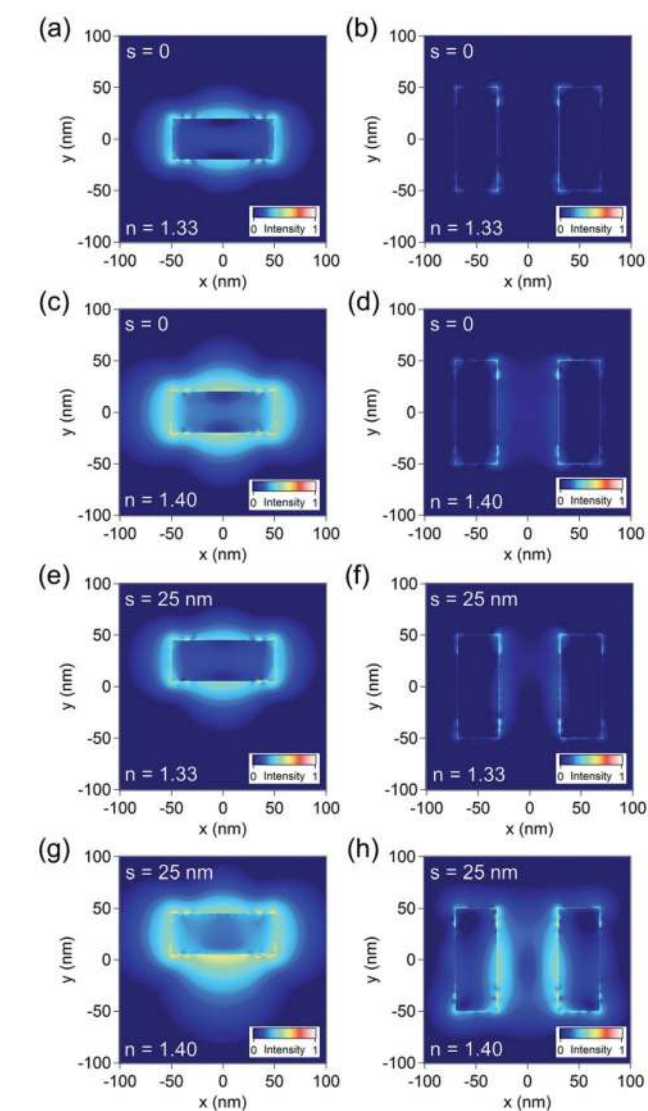 (a)
100
50
0
-50
-100
y (nm)
s = 0
n = 1.33
0 Intensity 1
-100 -50 0 50 100
x (nm)
(b)
100
50
0
-50
-100
y (nm)
s = 0
n = 1.33
0 Intensity 1
-100 -50 0 50 100
x (nm)
(c)
100
50
0
-50
-100
y (nm)
s = 0
n = 1.40
0 Intensity 1
-100 -50 0 50 100
x (nm)
(d)
100
50
0
-50
-100
y (nm)
s = 0
n = 1.40
0 Intensity 1
-100 -50 0 50 100
x (nm)
(e)
100
50
0
-50
-100
y (nm)
s = 25 nm
n = 1.33
0 Intensity 1
-100 -50 0 50 100
x (nm)
(f)
100
50
0
-50
-100
y (nm)
s = 25 nm
n = 1.33
0 Intensity 1
-100 -50 0 50 100
x (nm)
(g)
100
50
0
-50
-100
y (nm)
s = 25 nm
n = 1.40
0 Intensity 1
-100 -50 0 50 100
x (nm)
(h)
100
50
0
-50
-100
y (nm)
s = 25 nm
n = 1.40
0 Intensity 1
-100 -50 0 50 100
x (nm)